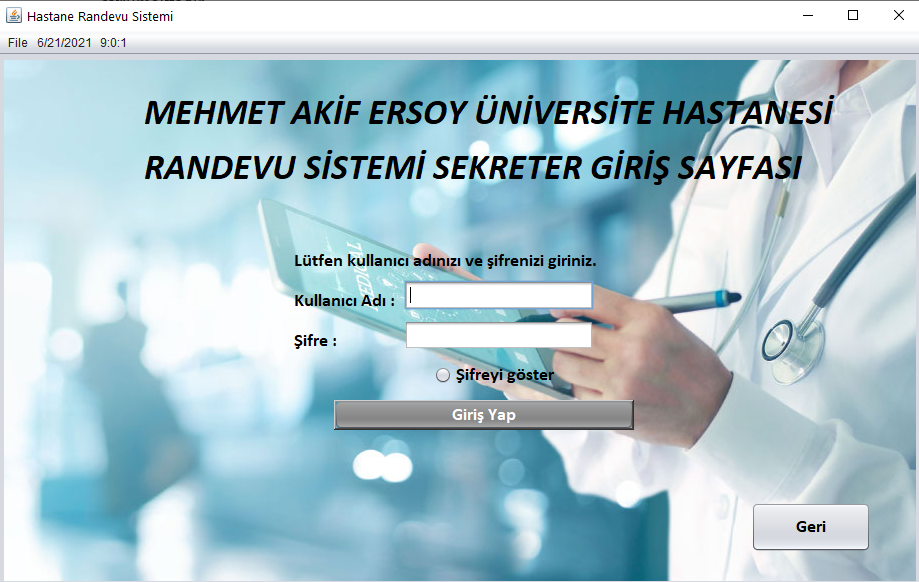 Hastane Randevu Sistemi
File 6/21/2021 9:0:1
MEHMET AKİF ERSOY ÜNİVERSİTE HASTANESİ
RANDEVU SİSTEMİ SEKRETER GİRİŞ SAYFASI
Lütfen kullanıcı adınızı ve şifrenizi giriniz.
Kullanıcı Adı :
Şifre :
Şifreyi göster
Giriş Yap
Geri